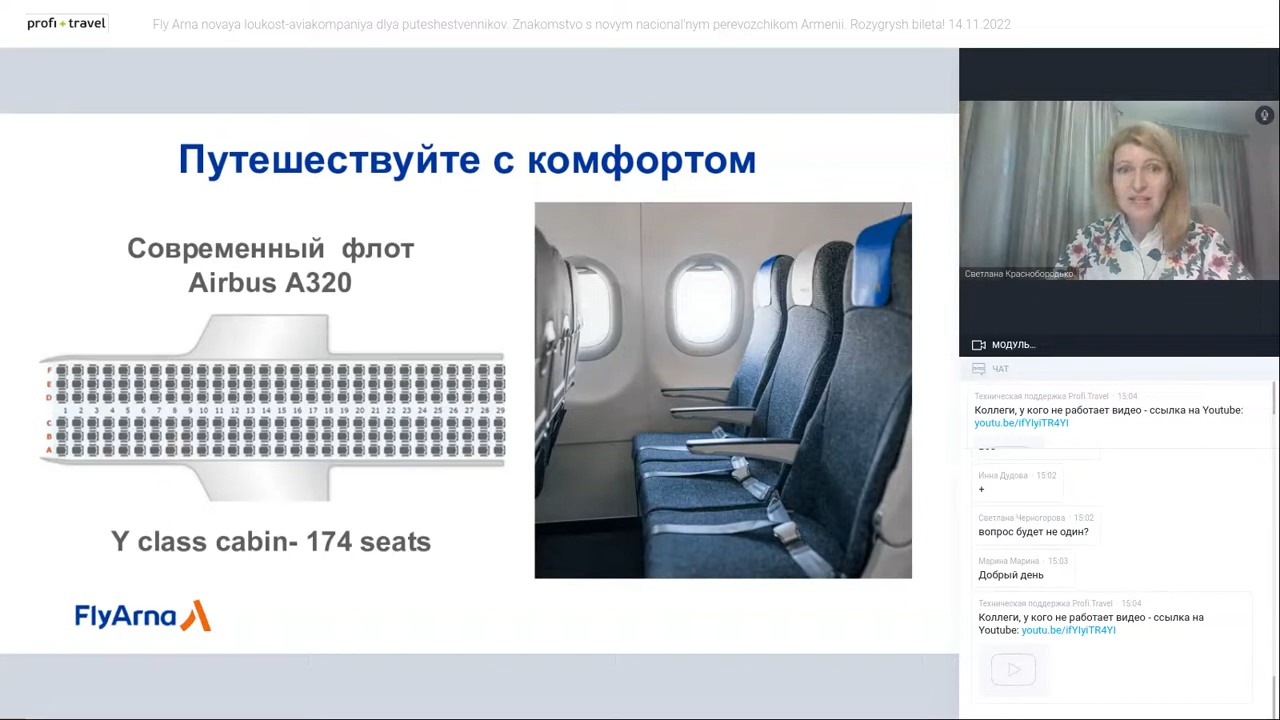 profi travel
Fly Arna novaya loukost-aviakompaniya dlya puteshestvennikov. Znakomstvo s novym nacional'nym perevozchikom Armenii. Rozygrysh bileta! 14.11.2022
Путешествуйте с комфортом
Современный флот
Airbus A320
F
E
D
1 2 3 4 5 6 7 8 9 10 11 12 13 14 15 16 17 18 19 20 21 22 23 24 25 26 27 28 29
C
B
A
Y class cabin- 174 seats
FlyArna
Светлана Краснобородько
МОДУЛЬ...
ЧАТ
Техническая поддержка Profi.Travel · 15:04
Коллеги, у кого не работает видео - ссылка на Youtube:
youtu.be/ifYIyiTR4YI
Инна Дудова · 15:02
+
Светлана Черногорова · 15:02
вопрос будет не один?
Марина Марина · 15:03
Добрый день
Техническая поддержка Profi.Travel · 15:04
Коллеги, у кого не работает видео - ссылка на
Youtube: youtu.be/ifYIyiTR4YI